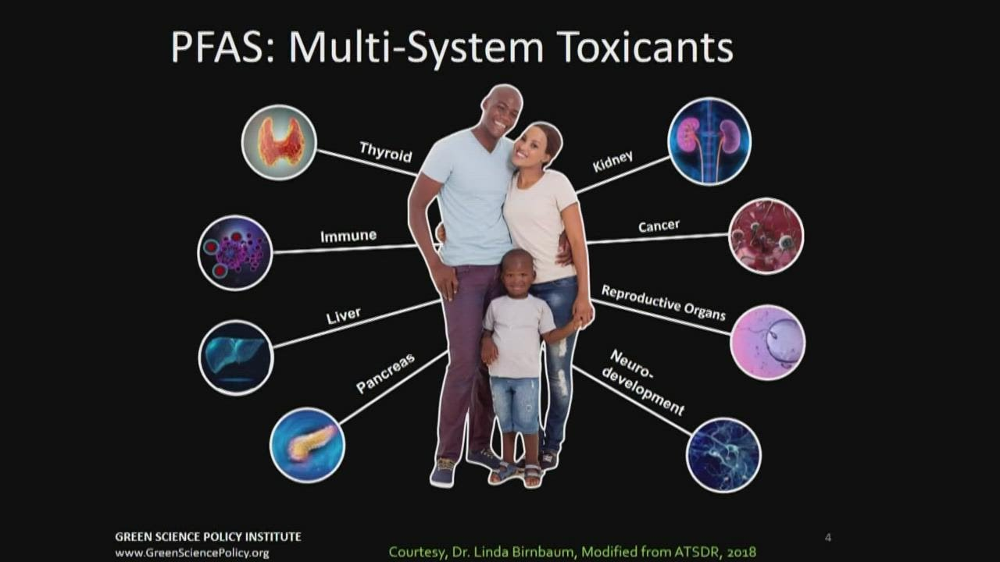 PFAS: Multi-System Toxicants
Thyroid
Kidney
Immune
Cancer
Liver
Reproductive Organs
Pancreas
Neuro-
development
GREEN SCIENCE POLICY INSTITUTE
www.GreenSciencePolicy.org
Courtesy, Dr. Linda Birnbaum, Modified from ATSDR, 2018
4